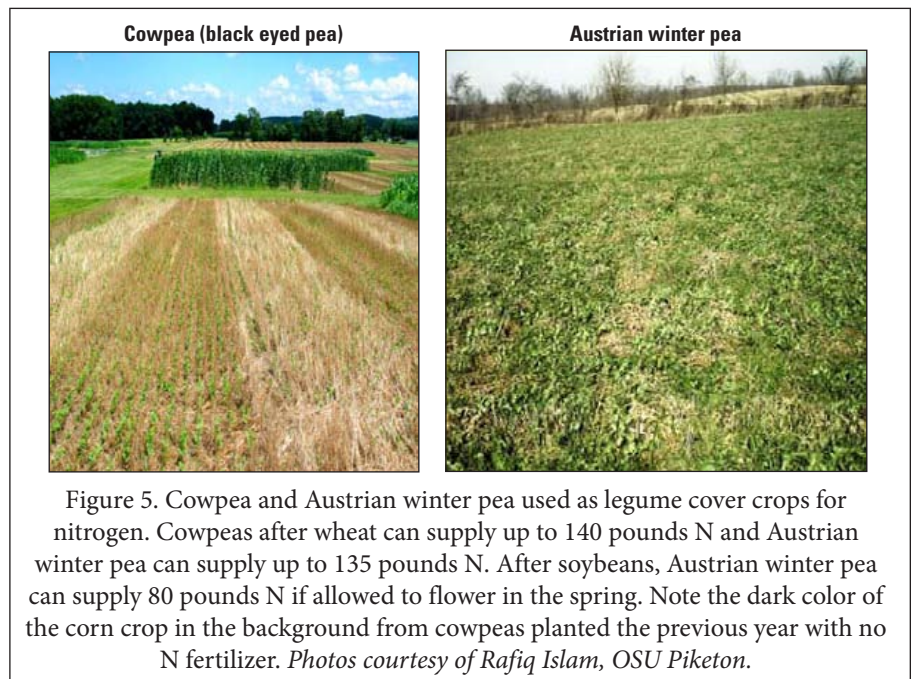 Cowpea (black eyed pea)
Austrian winter pea
Figure 5. Cowpea and Austrian winter pea used as legume cover crops for
nitrogen. Cowpeas after wheat can supply up to 140 pounds N and Austrian
winter pea can supply up to 135 pounds N. After soybeans, Austrian winter pea
can supply 80 pounds N if allowed to flower in the spring. Note the dark color of
the corn crop in the background from cowpeas planted the previous year with no
N fertilizer. Photos courtesy of Rafiq Islam, OSU Piketon.